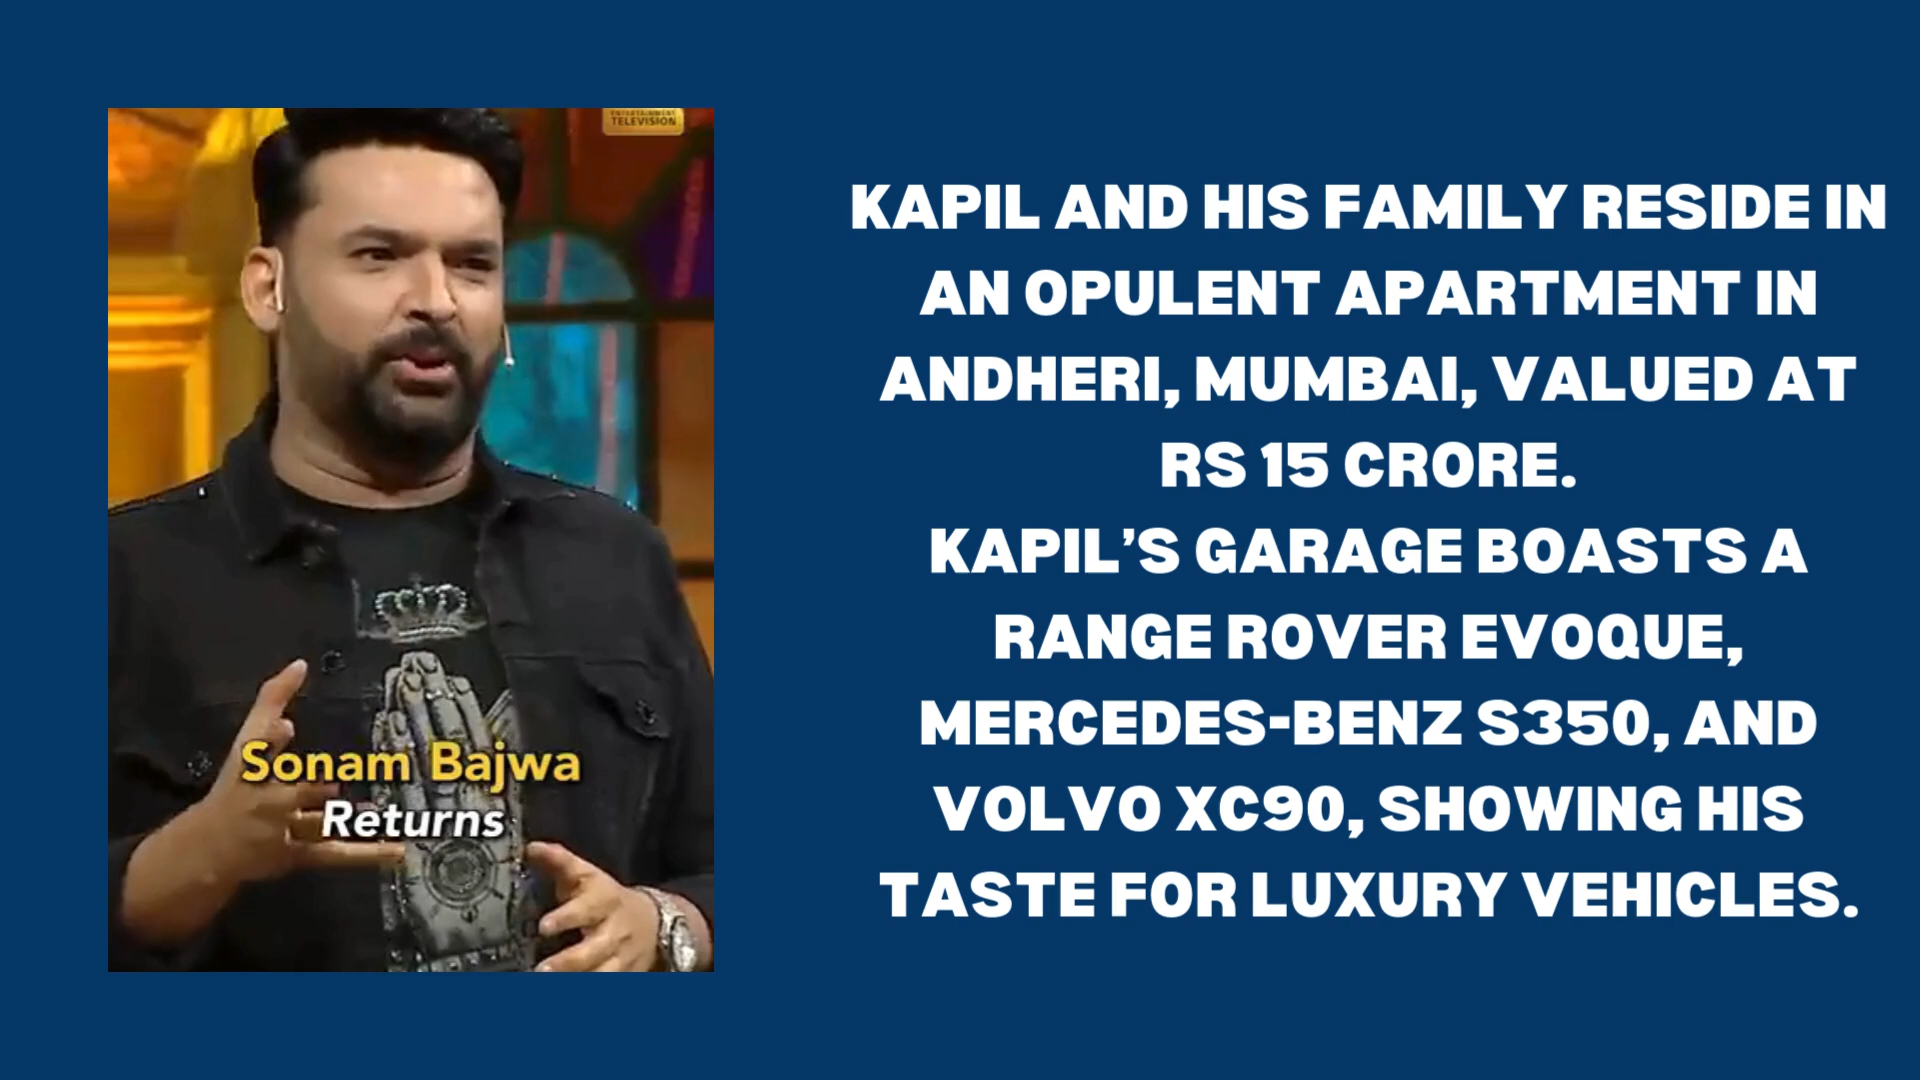 ENTERTAINMENT
TELEVISION
Sonam Bajwa
Returns
KAPIL AND HIS FAMILY RESIDE IN
AN OPULENT APARTMENT IN
ANDHERI, MUMBAI, VALUED AT
RS 15 CRORE.
KAPIL'S GARAGE BOASTS A
RANGE ROVER EVOQUE,
MERCEDES-BENZ S350, AND
VOLVO XC90, SHOWING HIS
TASTE FOR LUXURY VEHICLES.